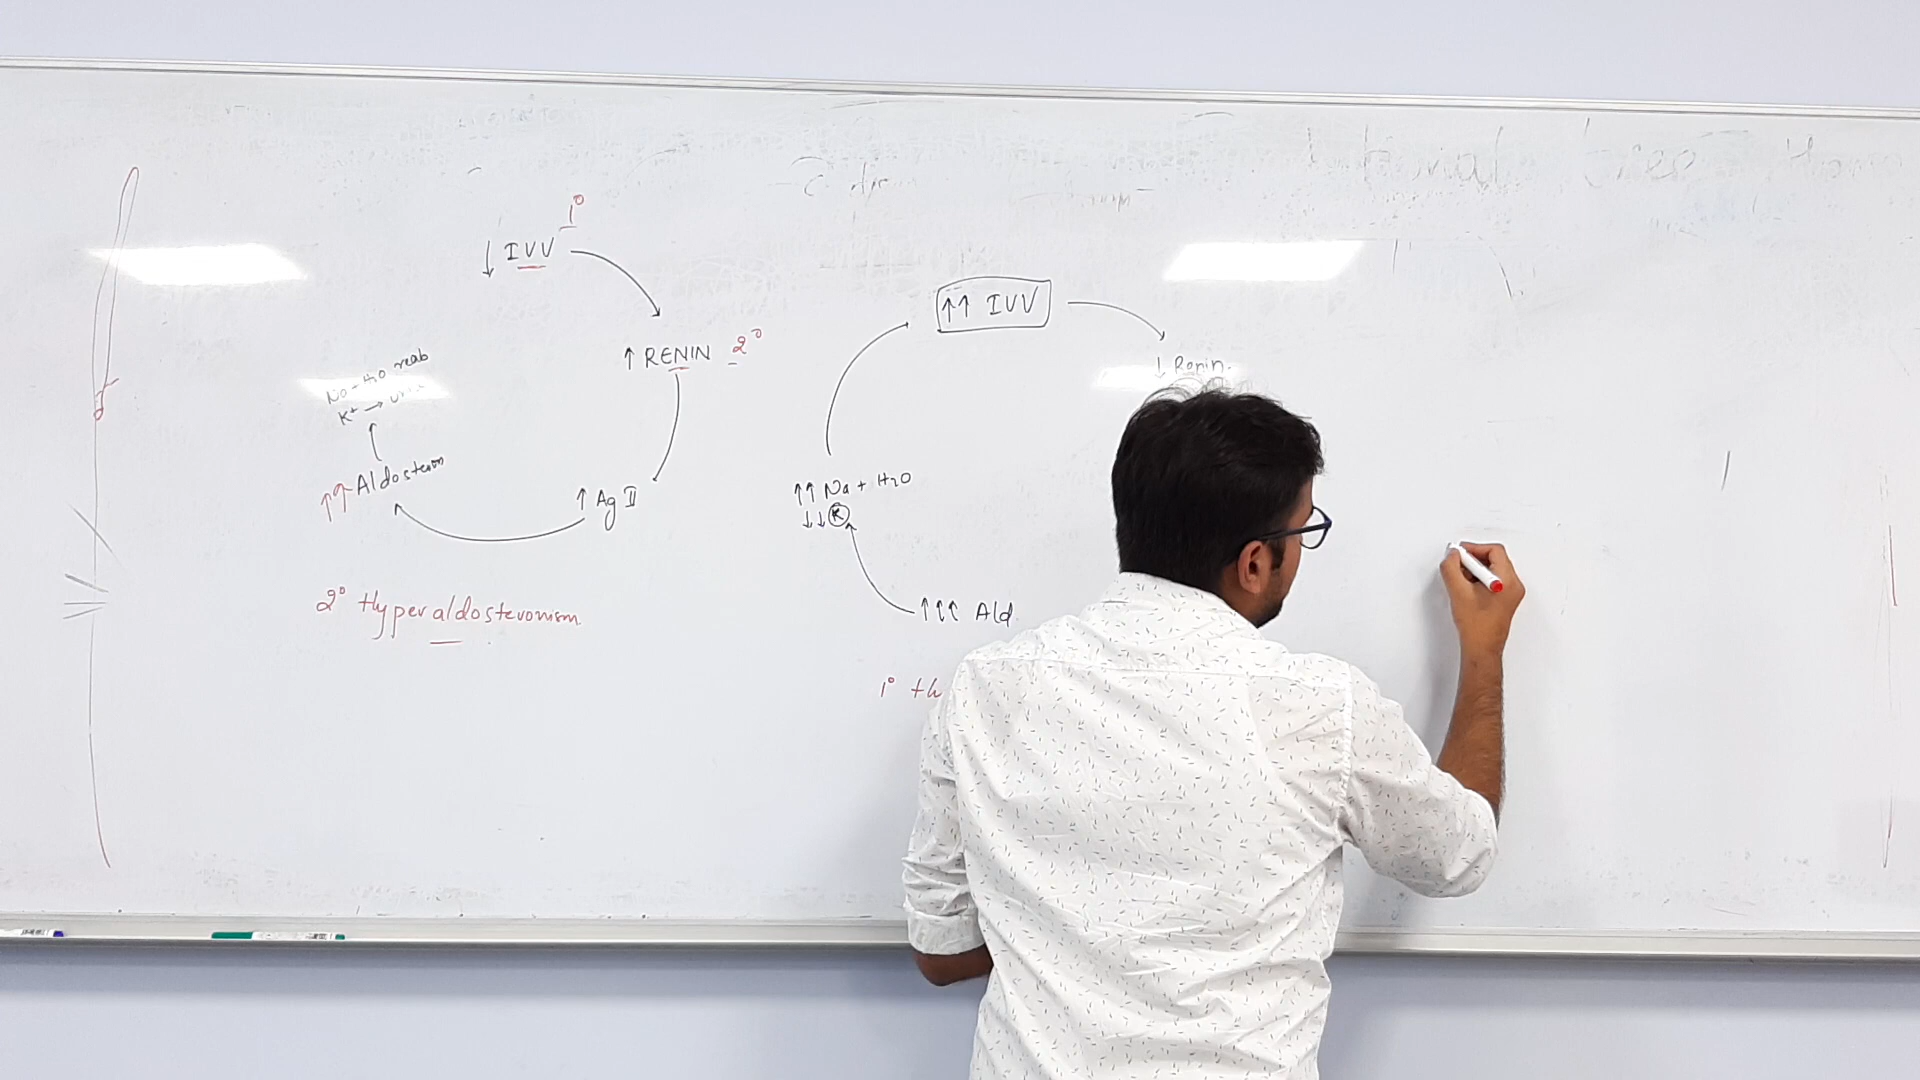 1°
↓ IVV
↑ RENIN 2°
Na + H2O reab
K+ →
↑↑ Aldosteron
↑ Ag II
2° Hyperaldosteronism
↑↑ IVV
↓ Renin
↑↑ Na + H2O
↓↓ K
↑↑↑ Ald
1° H